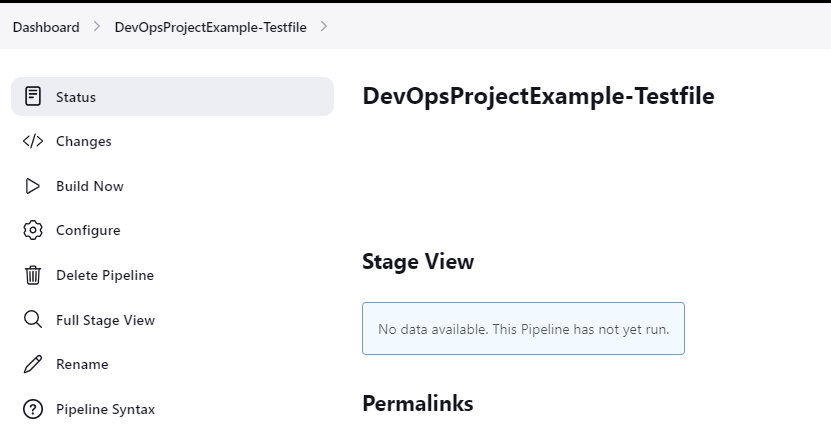 Dashboard > DevOpsProjectExample-Testfile >
Status
Changes
Build Now
Configure
Delete Pipeline
Full Stage View
Rename
Pipeline Syntax
DevOpsProjectExample-Testfile
Stage View
No data available. This Pipeline has not yet run.
Permalinks